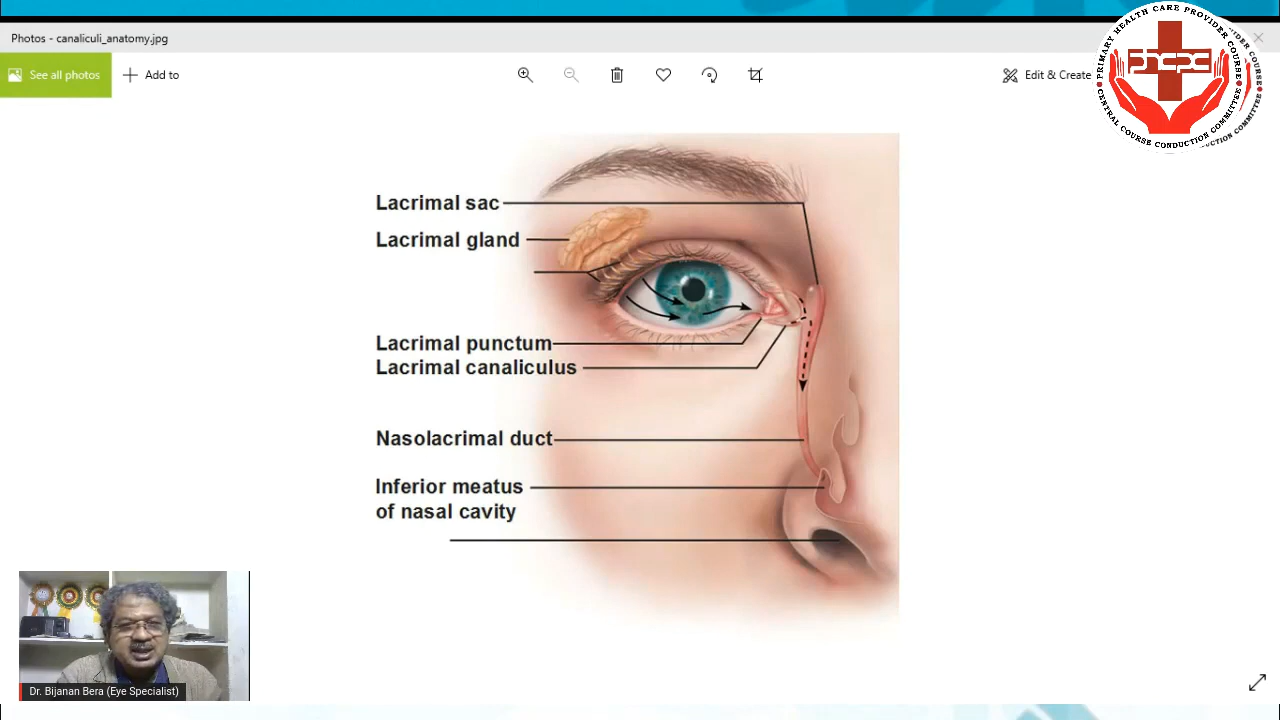 Photos - canaliculi_anatomy.jpg
See all photos
Add to
Edit & Create
PRIMARY HEALTH CARE PROVIDER COURSE
CENTRAL COURSE CONDUCTION COMMITTEE
Lacrimal sac
Lacrimal gland
Lacrimal punctum
Lacrimal canaliculus
Nasolacrimal duct
Inferior meatus
of nasal cavity
Dr. Bijanan Bera (Eye Specialist)